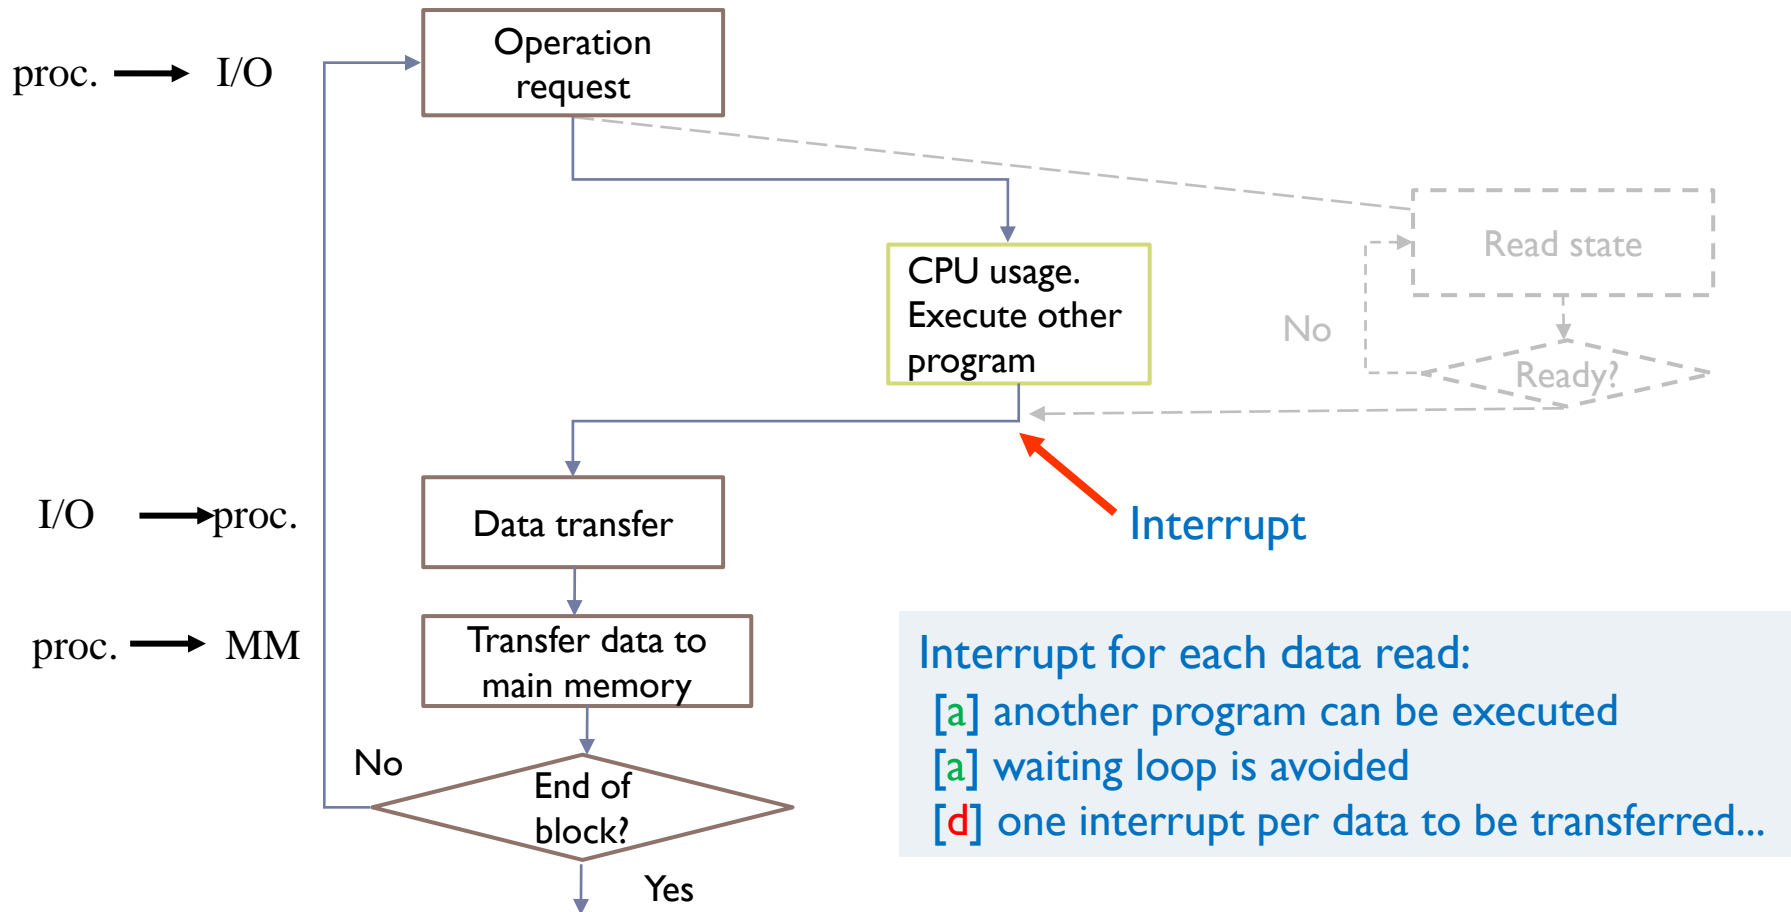 Operation
request
proc. I/O
Read state
CPU usage.
Execute other
program
No
Ready?
I/O proc.
Data transfer
Interrupt
proc. MM
Transfer data to
main memory
Interrupt for each data read:
[a] another program can be executed
[a] waiting loop is avoided
[d] one interrupt per data to be transferred...
No
End of
block?
Yes